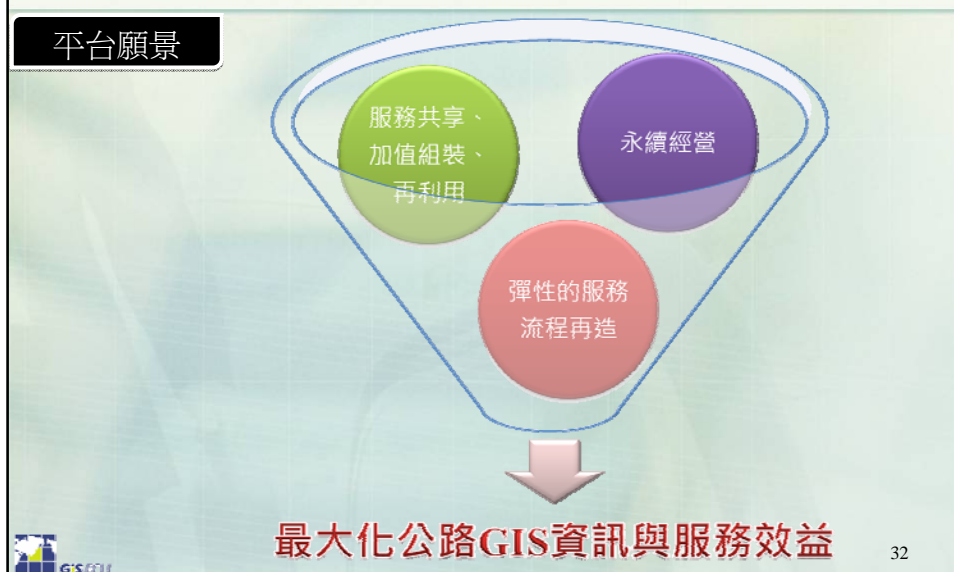 平台願景
服務共享、
加值組裝、
再利用
永續經營
彈性的服務
流程再造
最大化公路GIS資訊與服務效益
32